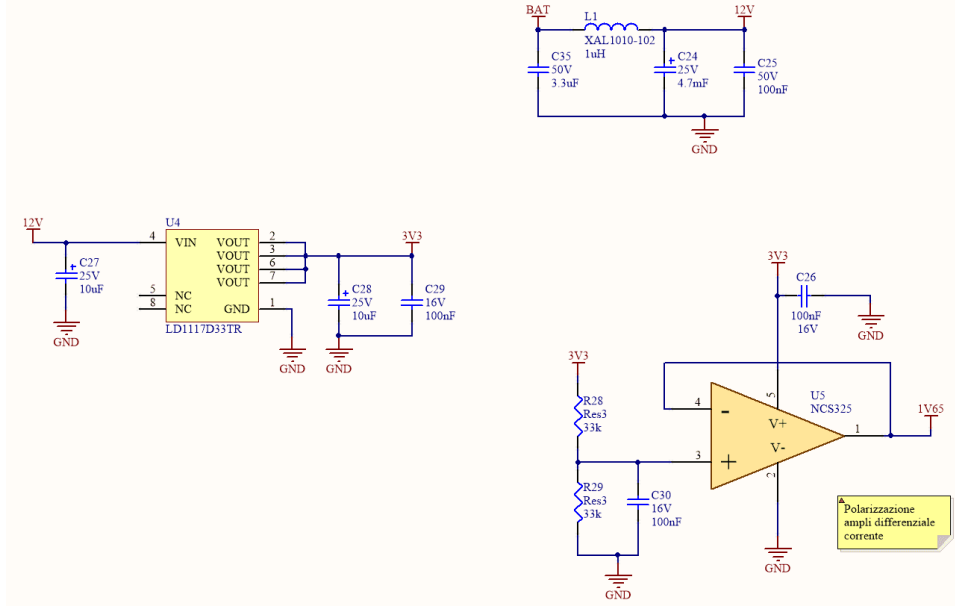 BAT
L1
XAL1010-102
1uH
12V
C35
50V
3.3uF
C24
25V
4.7mF
C25
50V
100nF
GND
12V
U4
4
VIN
VOUT
2
VOUT
3
VOUT
6
VOUT
7
5
NC
8
NC
GND
1
LD1117D33TR
C27
25V
10uF
GND
3V3
C28
25V
10uF
C29
16V
100nF
GND
GND
3V3
C26
100nF
16V
GND
3V3
R28
Res3
33k
R29
Res3
33k
C30
16V
100nF
GND
4
-
3
+
5
V+
V-
2
U5
NCS325
1
1V65
GND
Polarizzazione
ampli differenziale
corrente